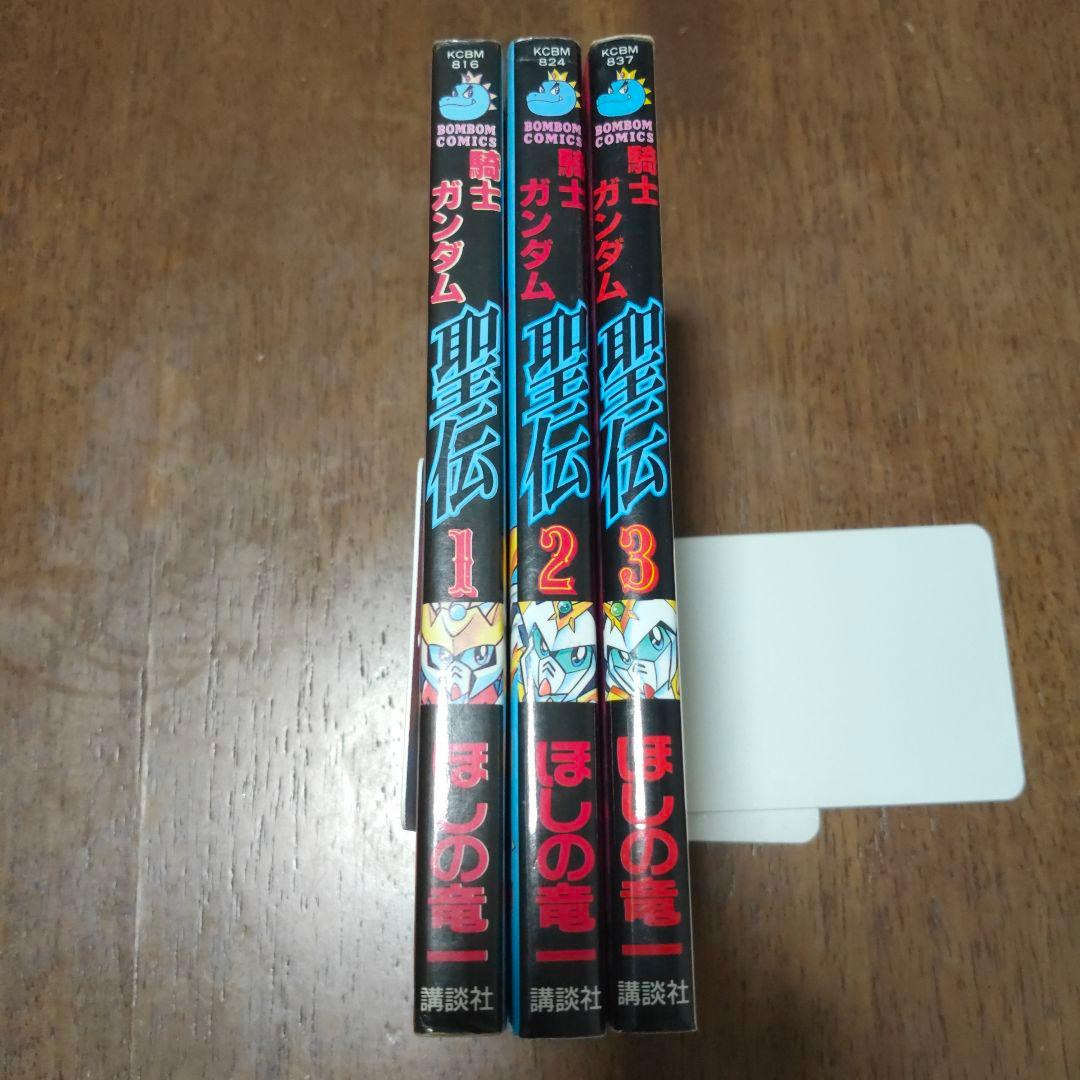 KCBM
816
BOMBOM
COMICS
騎士
ガンダム
聖伝
1
ほしの竜一
講談社
KCBM
824
BOMBOM
COMICS
騎士
ガンダム
聖伝
2
ほしの竜一
講談社
KCBM
837
BOMBOM
COMICS
騎士
ガンダム
聖伝
3
ほしの竜一
講談社